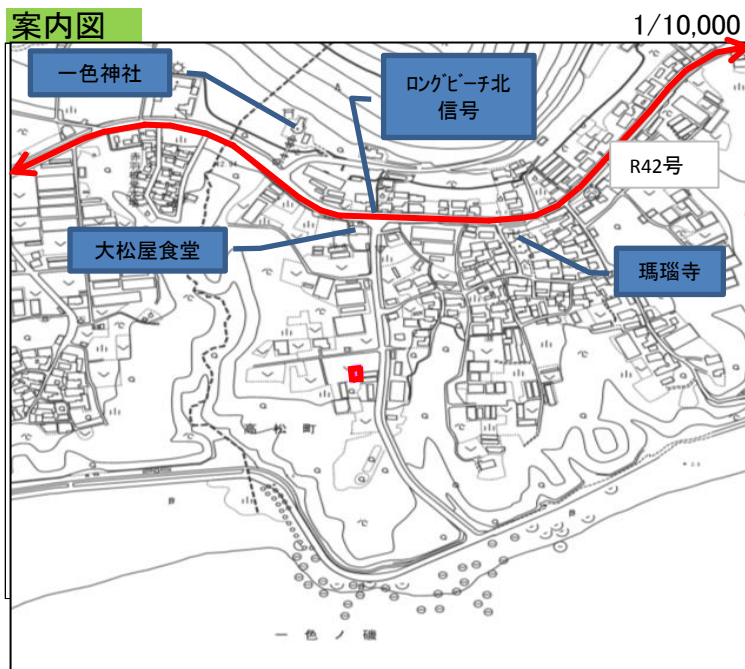 案内図
1/10,000
一色神社
ﾛﾝｸﾞﾋﾞｰﾁ北
信号
R42号
大松屋食堂
瑪瑙寺
高松町
一色ノ磯